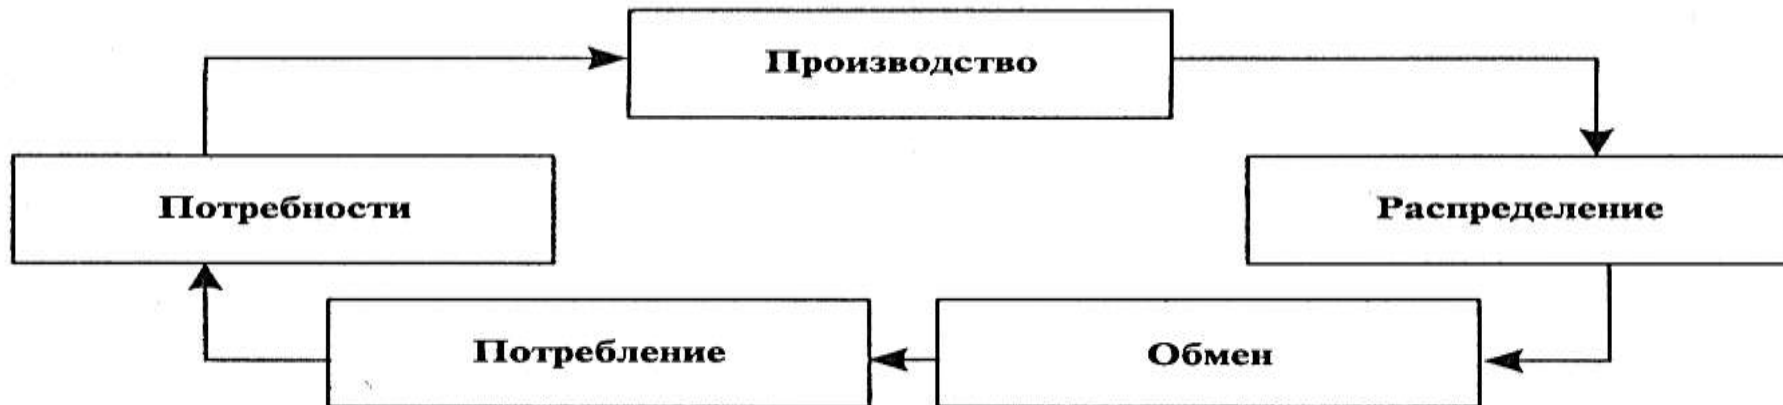 Производство
Потребности
Распределение
Потребление
Обмен